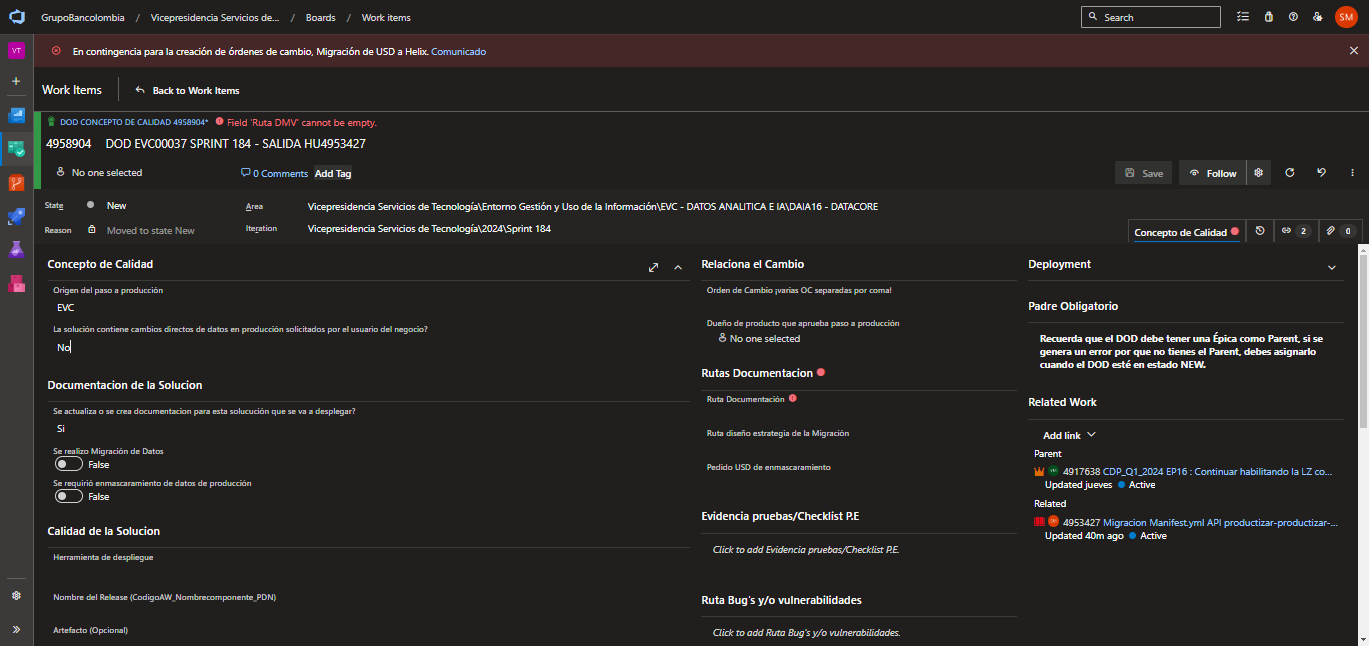 GrupoBancolombia / Vicepresidencia Servicios de... / Boards / Work items
Search
SM
VT
En contingencia para la creación de órdenes de cambio, Migración de USD a Helix. Comunicado
Work Items
Back to Work Items
DOD CONCEPTO DE CALIDAD 4958904*
Field 'Ruta DMV' cannot be empty.
4958904 DOD EVC00037 SPRINT 184 - SALIDA HU4953427
No one selected
0 Comments
Add Tag
Save
Follow
State
New
Area
Vicepresidencia Servicios de Tecnología\Entorno Gestión y Uso de la Información\EVC - DATOS ANALITICA E IA\DAIA16 - DATACORE
Reason
Moved to state New
Iteration
Vicepresidencia Servicios de Tecnología\2024\Sprint 184
Concepto de Calidad
2
0
Concepto de Calidad
Origen del paso a producción
EVC
La solución contiene cambios directos de datos en producción solicitados por el usuario del negocio?
No
Documentacion de la Solucion
Se actualiza o se crea documentacion para esta solucución que se va a desplegar?
Si
Se realizo Migración de Datos
False
Se requirió enmascaramiento de datos de producción
False
Calidad de la Solucion
Herramienta de despliegue
Nombre del Release (CodigoAW_Nombrecomponente_PDN)
Artefacto (Opcional)
Relaciona el Cambio
Orden de Cambio ¡varias OC separadas por coma!
Dueño de producto que aprueba paso a producción
No one selected
Rutas Documentacion
Ruta Documentación
Ruta diseño estrategia de la Migración
Pedido USD de enmascaramiento
Evidencia pruebas/Checklist P.E
Click to add Evidencia pruebas/Checklist P.E.
Ruta Bug's y/o vulnerabilidades
Click to add Ruta Bug's y/o vulnerabilidades.
Deployment
Padre Obligatorio
Recuerda que el DOD debe tener una Épica como Parent, si se
genera un error por que no tienes el Parent, debes asignarlo
cuando el DOD esté en estado NEW.
Related Work
Add link
Parent
4917638 CDP_Q1_2024 EP16 : Continuar habilitando la LZ co...
Updated jueves Active
Related
4953427 Migracion Manifest.yml API productizar-productizar-...
Updated 40m ago Active